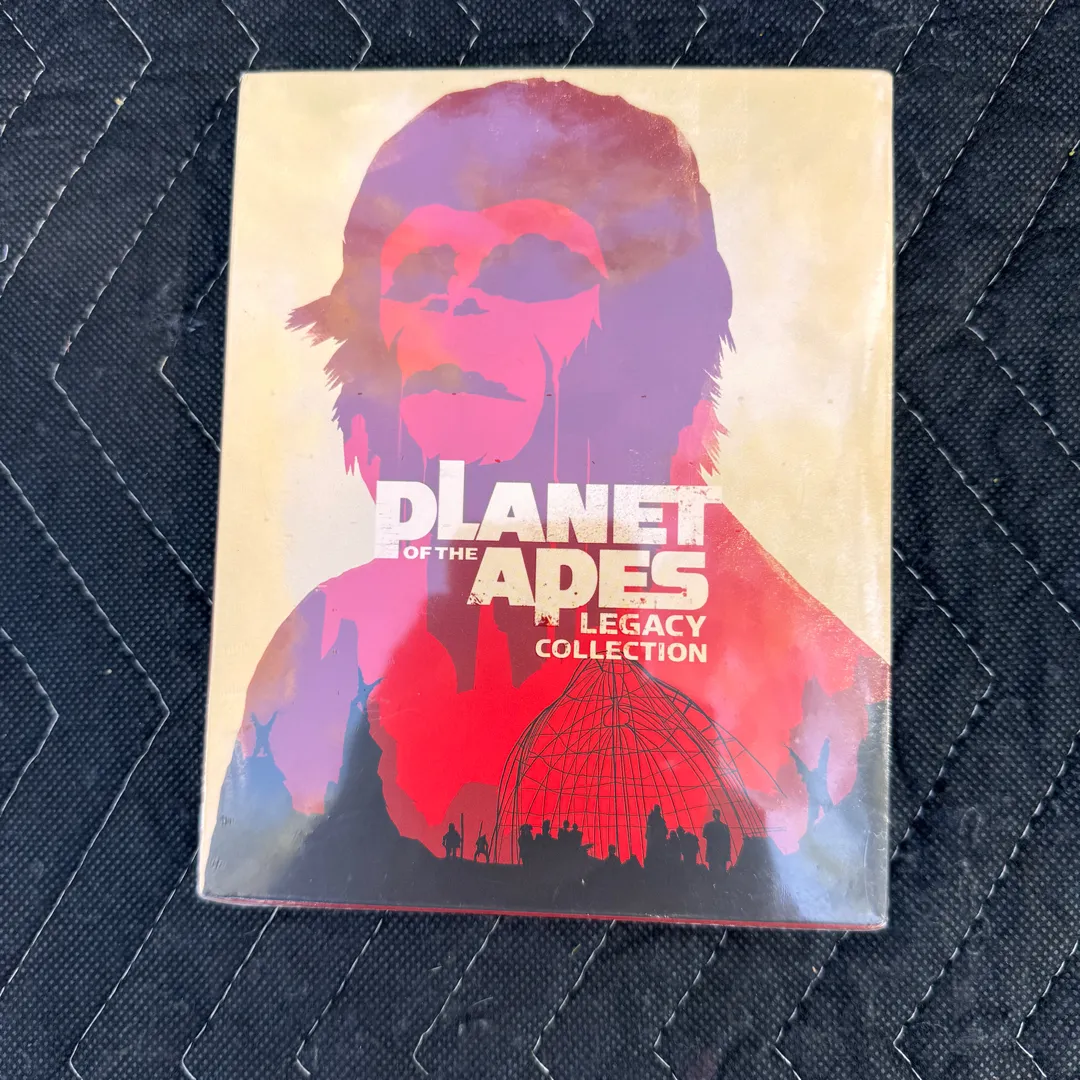 PLANET
OF THE APES
LEGACY
COLLECTION